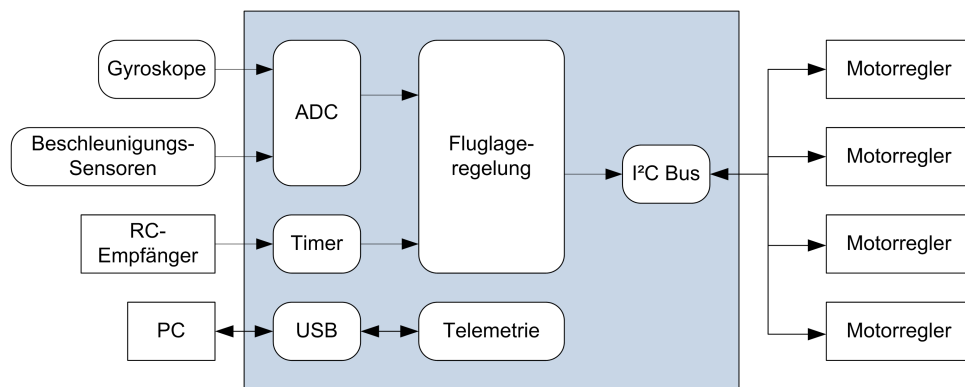 Gyroskope
ADC
Beschleunigungs-
Sensoren
Fluglage-
regelung
I²C Bus
RC-
Empfänger
Timer
PC
USB
Telemetrie
Motorregler
Motorregler
Motorregler
Motorregler